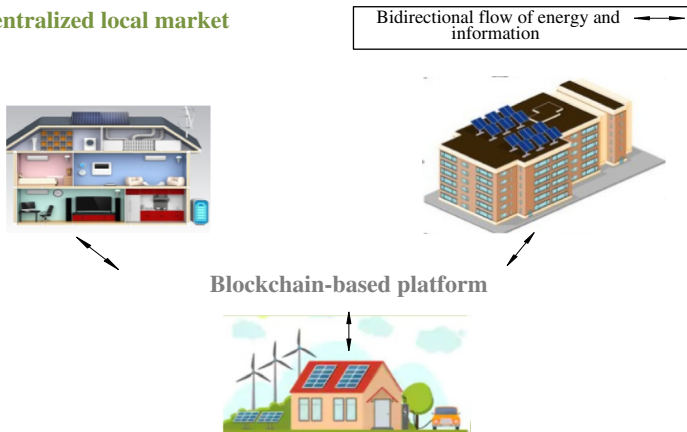 entralized local market
Bidirectional flow of energy and
information
Blockchain-based platform